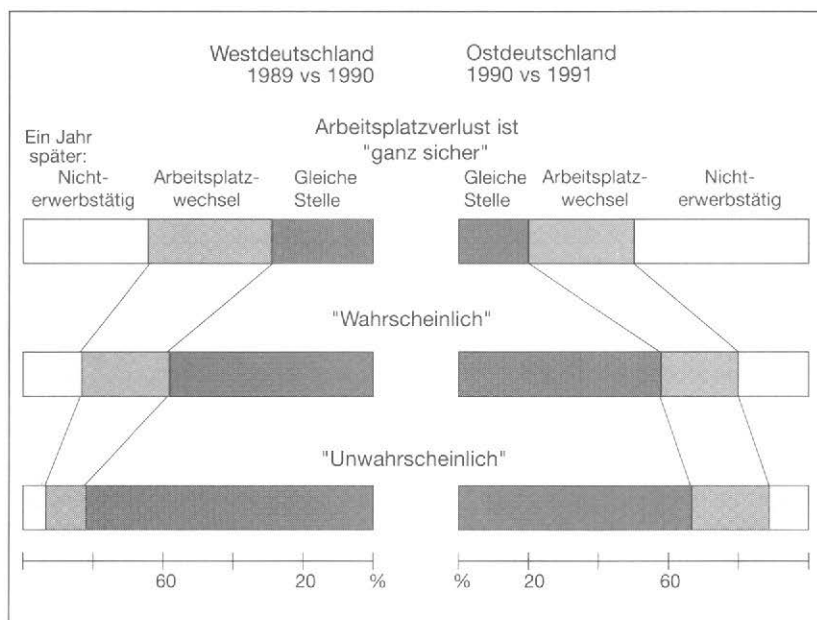 Westdeutschland
1989 vs 1990
Ostdeutschland
1990 vs 1991
Arbeitsplatzverlust ist
"ganz sicher"
Ein Jahr
später:
Nicht-
erwerbstätig
Arbeitsplatz-
wechsel
Gleiche
Stelle
Gleiche
Stelle
Arbeitsplatz-
wechsel
Nicht-
erwerbstätig
"Wahrscheinlich"
"Unwahrscheinlich"
60 20 %
% 20 60